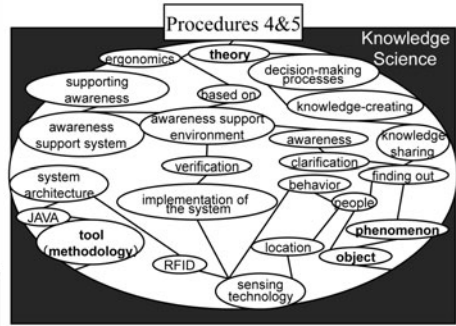 Procedures 4&5
Knowledge
Science
ergonomics
theory
decision-making
processes
supporting
awareness
based on
knowledge-creating
awareness
support system
awareness support
environment
awareness
knowledge
sharing
verification
clarification
finding out
system
architecture
behavior
people
JAVA
implementation of
the system
tool
(methodology)
phenomenon
location
object
RFID
sensing
technology